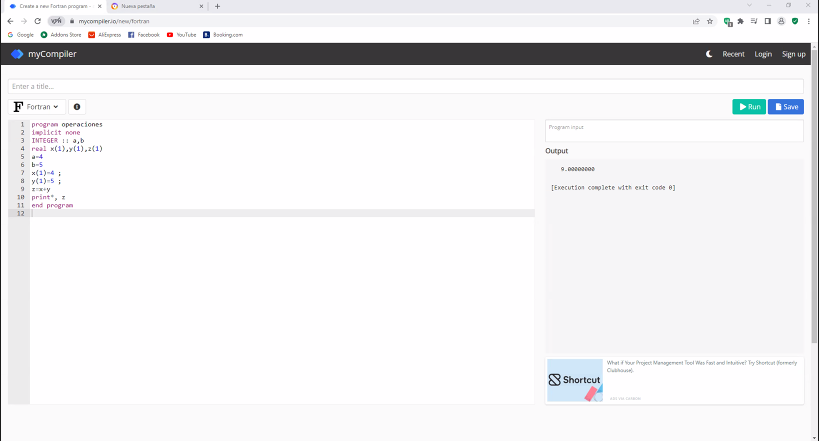 Create a new Fortran program -
Nueva pestaña
VPN
mycompiler.io/new/fortran
Google
Addons Store
AliExpress
Facebook
YouTube
Booking.com
myCompiler
Recent
Login
Sign up
Enter a title...
Fortran
Run
Save
1 program operaciones
2 implicit none
3 INTEGER :: a,b
4 real x(1),y(1),z(1)
5 a=4
6 b=5
7 x(1)=4 ;
8 y(1)=5 ;
9 z=x+y
10 print*, z
11 end program
12
Program input
Output
9.00000000
[Execution complete with exit code 0]
What if Your Project Management Tool Was Fast and Intuitive? Try Shortcut (formerly
Clubhouse).
Shortcut